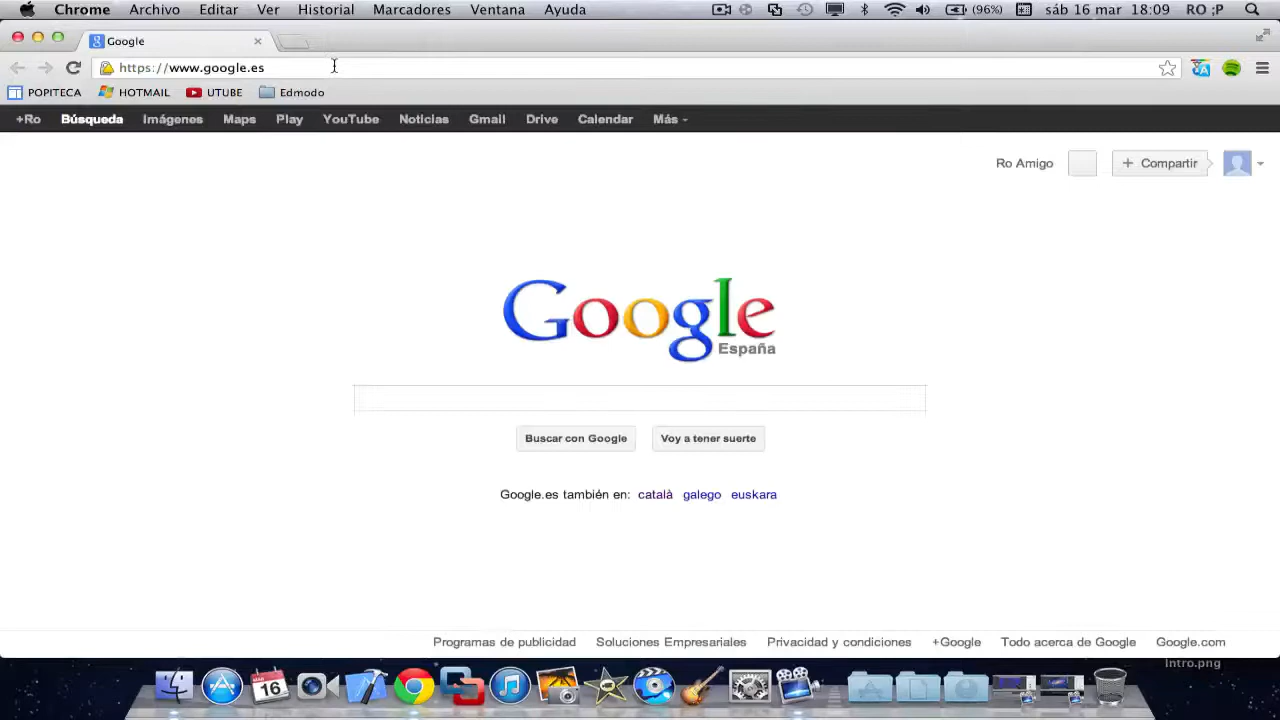 Chrome Archivo Editar Ver Historial Marcadores Ventana Ayuda (96%) sáb 16 mar 18:09 RO ;P
Google
https://www.google.es
POPITECA HOTMAIL UTUBE Edmodo
+Ro Búsqueda Imágenes Maps Play YouTube Noticias Gmail Drive Calendar Más
Ro Amigo + Compartir
Google
España
Buscar con Google Voy a tener suerte
Google.es también en: català galego euskara
Programas de publicidad Soluciones Empresariales Privacidad y condiciones +Google Todo acerca de Google Google.com
Intro.png
MAR
16